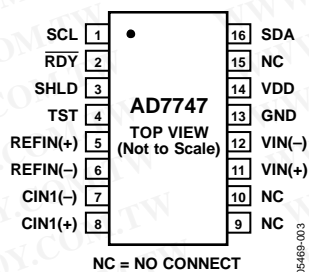 SCL 1
RDY 2
SHLD 3
TST 4
REFIN(+) 5
REFIN(–) 6
CIN1(–) 7
CIN1(+) 8
AD7747
TOP VIEW
(Not to Scale)
16 SDA
15 NC
14 VDD
13 GND
12 VIN(–)
11 VIN(+)
10 NC
9 NC
NC = NO CONNECT
05469-003